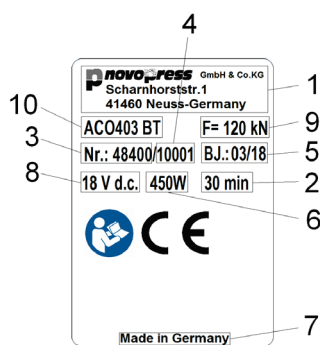 4
novopress GmbH & Co.KG
Scharnhorststr.1
41460 Neuss-Germany
1
10
ACO403 BT
F= 120 kN
9
3
Nr.: 48400/10001
BJ.: 03/18
5
8
18 V d.c.
450W
30 min
2
6
CE
7
Made in Germany